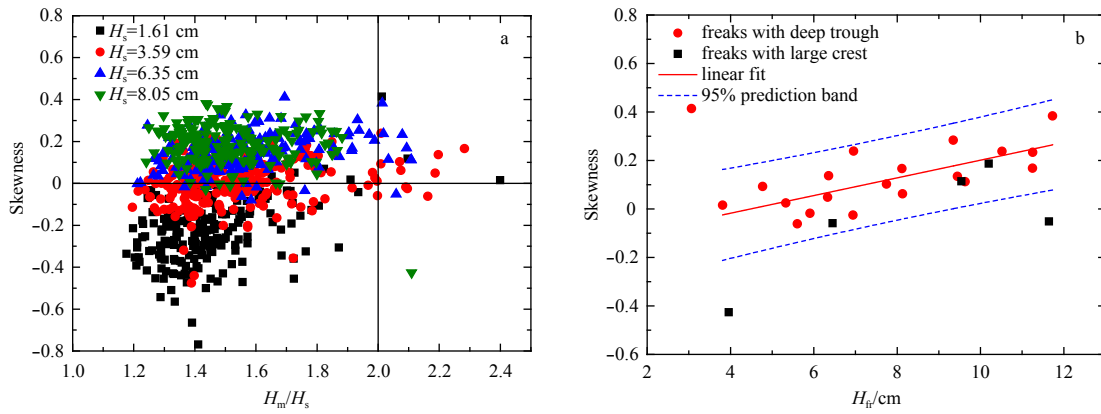 a
Hs=1.61 cm
Hs=3.59 cm
Hs=6.35 cm
Hs=8.05 cm
Skewness
0.8
0.6
0.4
0.2
0
−0.2
−0.4
−0.6
−0.8
1.0 1.2 1.4 1.6 1.8 2.0 2.2 2.4
Hm/Hs
b
freaks with deep trough
freaks with large crest
linear fit
95% prediction band
Skewness
0.8
0.6
0.4
0.2
0
−0.2
−0.4
−0.6
2 4 6 8 10 12
Hfr/cm